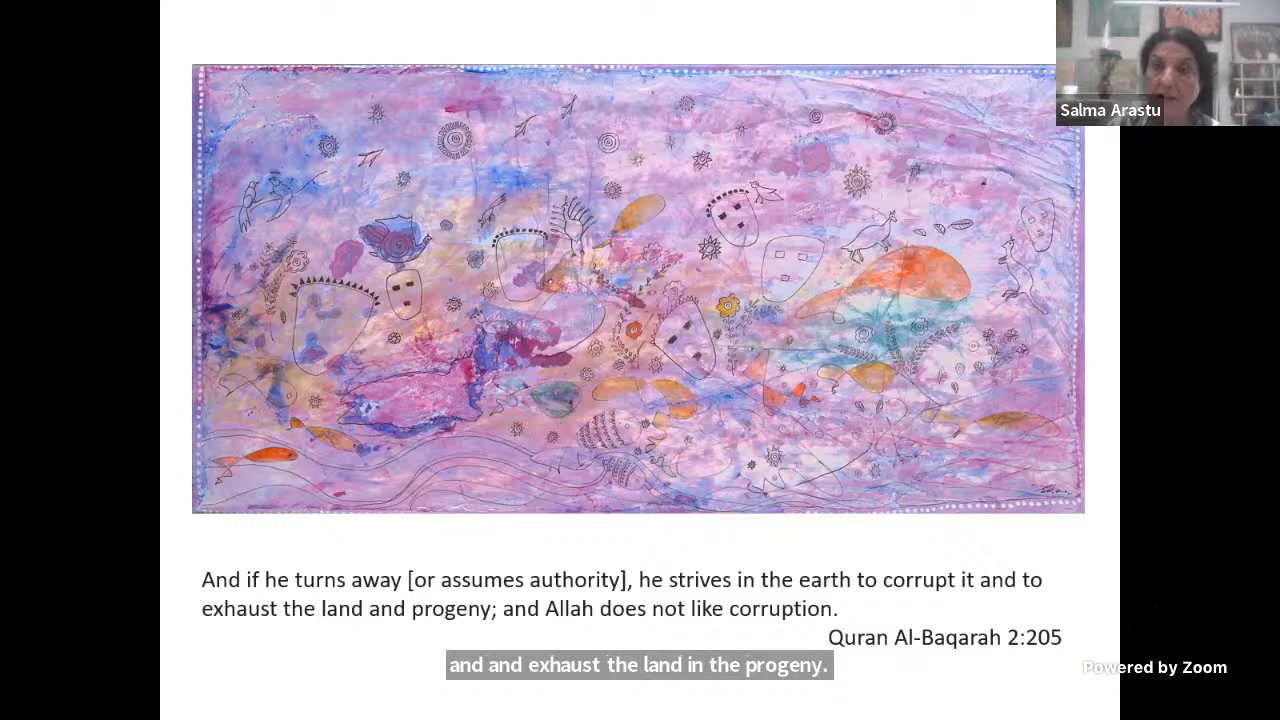 Salma Arastu
Salma
And if he turns away [or assumes authority], he strives in the earth to corrupt it and to
exhaust the land and progeny; and Allah does not like corruption.
Quran Al-Baqarah 2:205
and and exhaust the land in the progeny.
Powered by Zoom